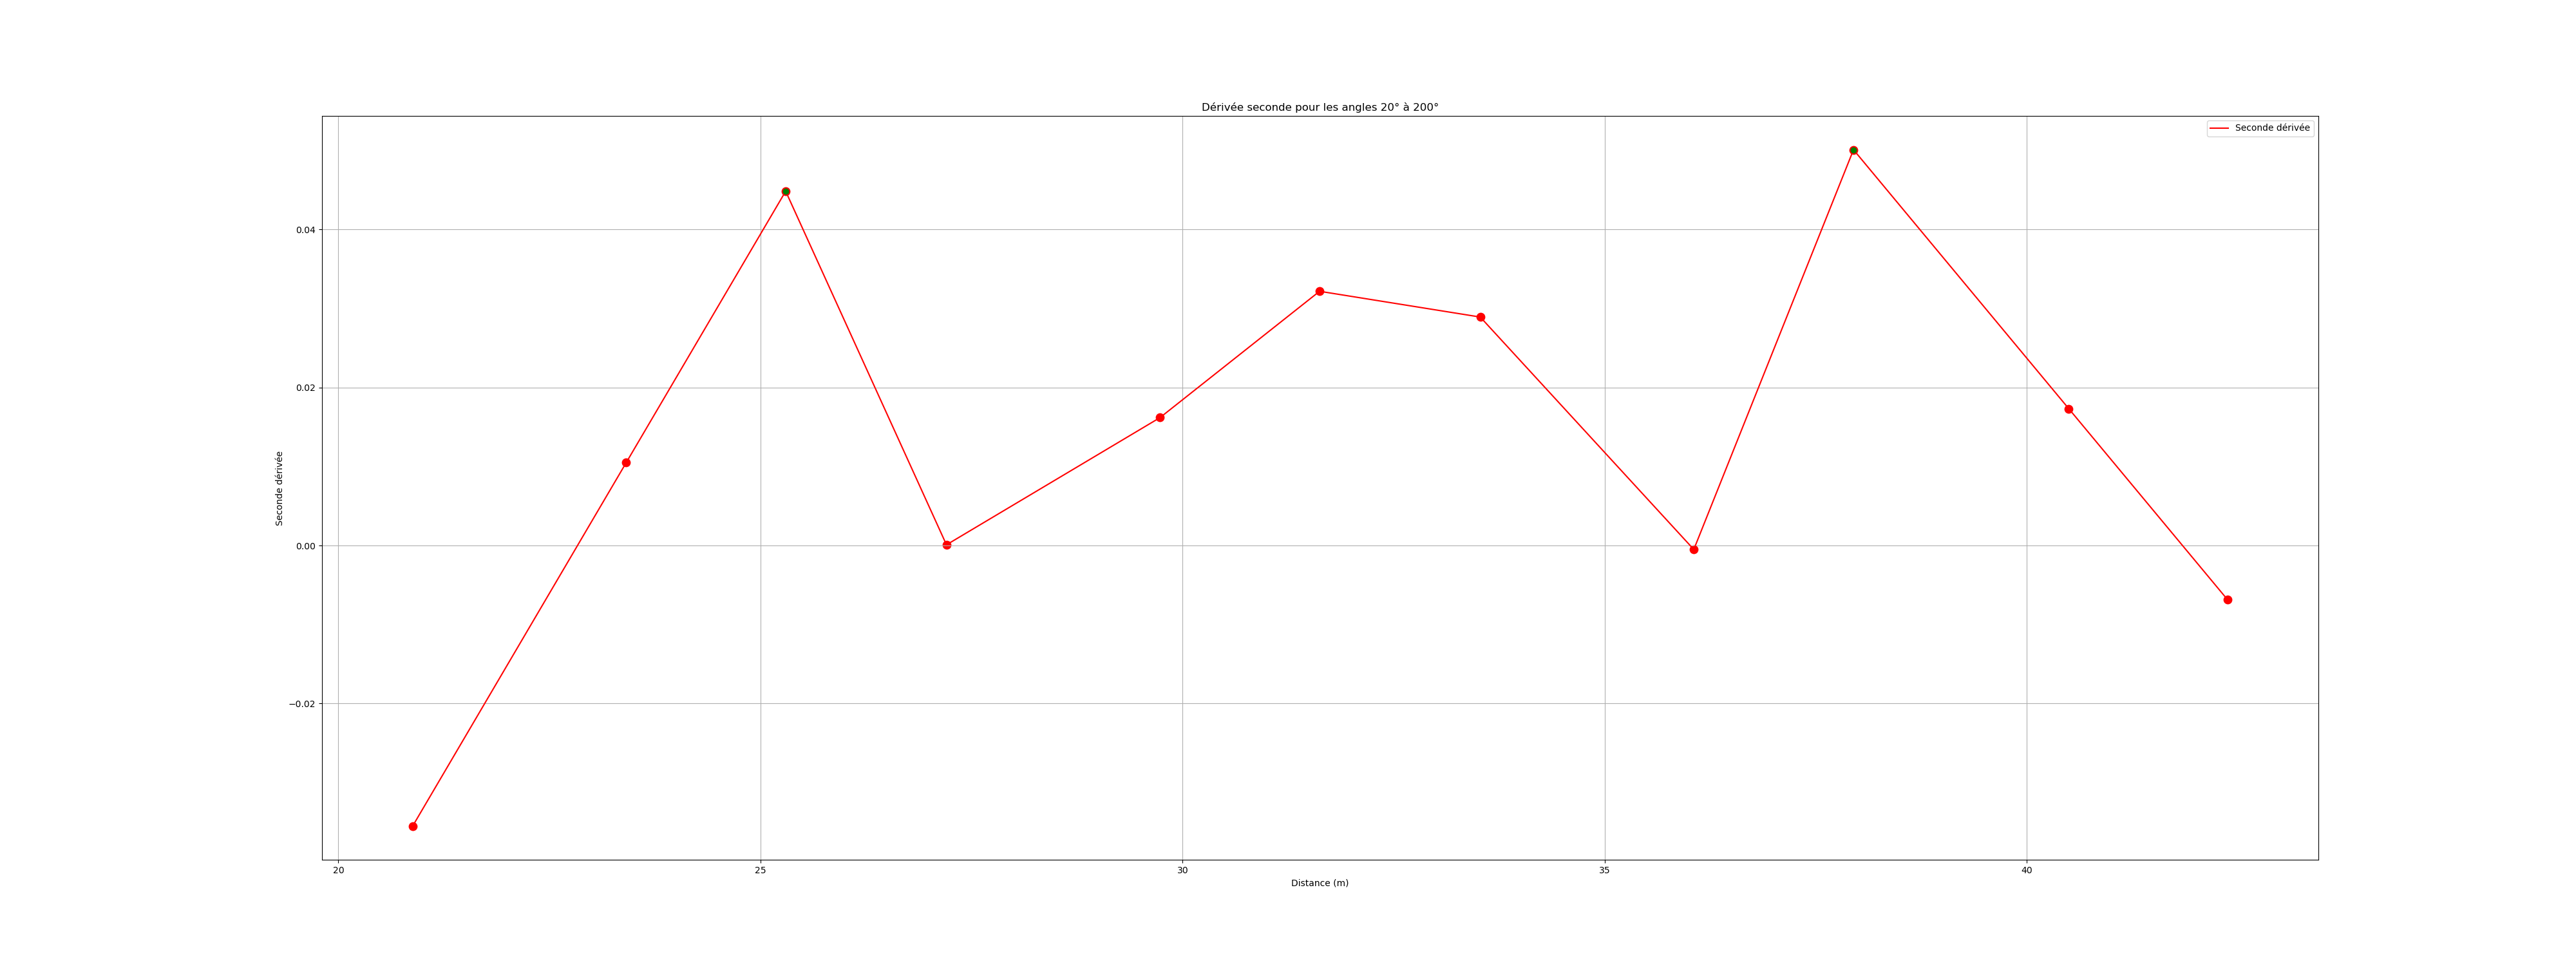 Dérivée seconde pour les angles 20° à 200°
Seconde dérivée
0.04
0.02
0.00
−0.02
Seconde dérivée
20 25 30 35 40
Distance (m)